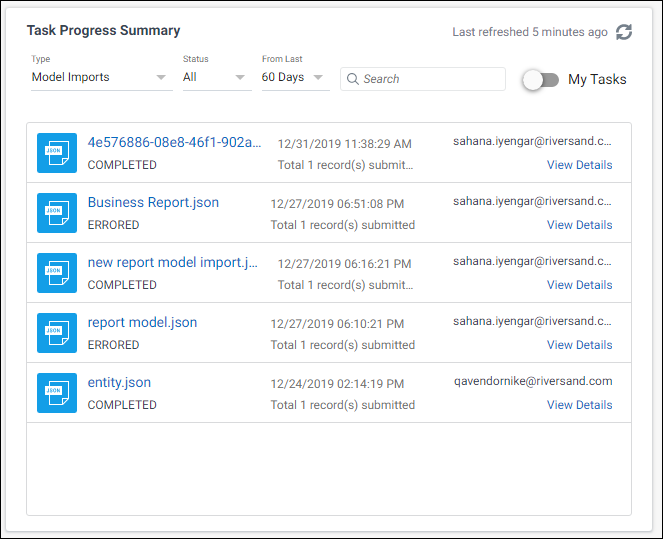 Task Progress Summary
Last refreshed 5 minutes ago
Type
Status
From Last
Model Imports
All
60 Days
Search
My Tasks
JSON
4e576886-08e8-46f1-902a...
12/31/2019 11:38:29 AM
sahana.iyengar@riversand.c...
COMPLETED
Total 1 record(s) submit...
View Details
JSON
Business Report.json
12/27/2019 06:51:08 PM
sahana.iyengar@riversand.c...
ERRORED
Total 1 record(s) submitted
View Details
JSON
new report model import.j...
12/27/2019 06:16:21 PM
sahana.iyengar@riversand.c...
COMPLETED
Total 1 record(s) submit...
View Details
JSON
report model.json
12/27/2019 06:10:21 PM
sahana.iyengar@riversand.c...
ERRORED
Total 1 record(s) submitted
View Details
JSON
entity.json
12/24/2019 02:14:19 PM
qavendornike@riversand.com
COMPLETED
Total 1 record(s) submitted
View Details